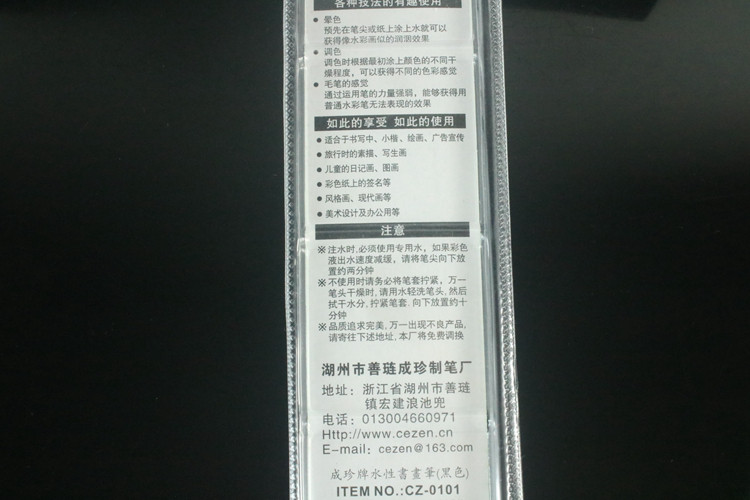 各种技法的有趣使用
● 晕色
预先在笔尖或纸上涂上水就可以
获得像水彩画似的润烟效果
● 调色
调色时根据最初涂上颜色的不同干
燥程度，可以获得不同的色彩感觉
● 毛笔的感觉
通过运用笔的力量强弱，能够获得用
普通水彩笔无法表现的效果
如此的享受 如此的使用
● 适合于书写中、小楷、绘画、广告宣传
● 旅行时的素描、写生画
● 儿童的日记画、图画
● 彩色纸上的签名等
● 风格画、现代画等
● 美术设计及办公用等
注意
※注水时,必须使用专用水，如果彩色
液出水速度减缓，请将笔尖向下放
置约两分钟
※不使用时请务必将笔套拧紧，万一
笔头干燥时,请用水轻洗笔头,然后
拭干水分,拧紧笔套.向下放置约十
分钟
※品质追求完美,万一出现不良产品,
请寄往下述地址,本厂将免费调换
湖州市善琏成珍制笔厂
地址：浙江省湖州市善琏
镇宏建浪池兜
电话：013004660971
Http://www.cezen.cn
E-mail：cezen@163.com
成珍牌水性書畫筆(黑色)
ITEM NO.:CZ-0101